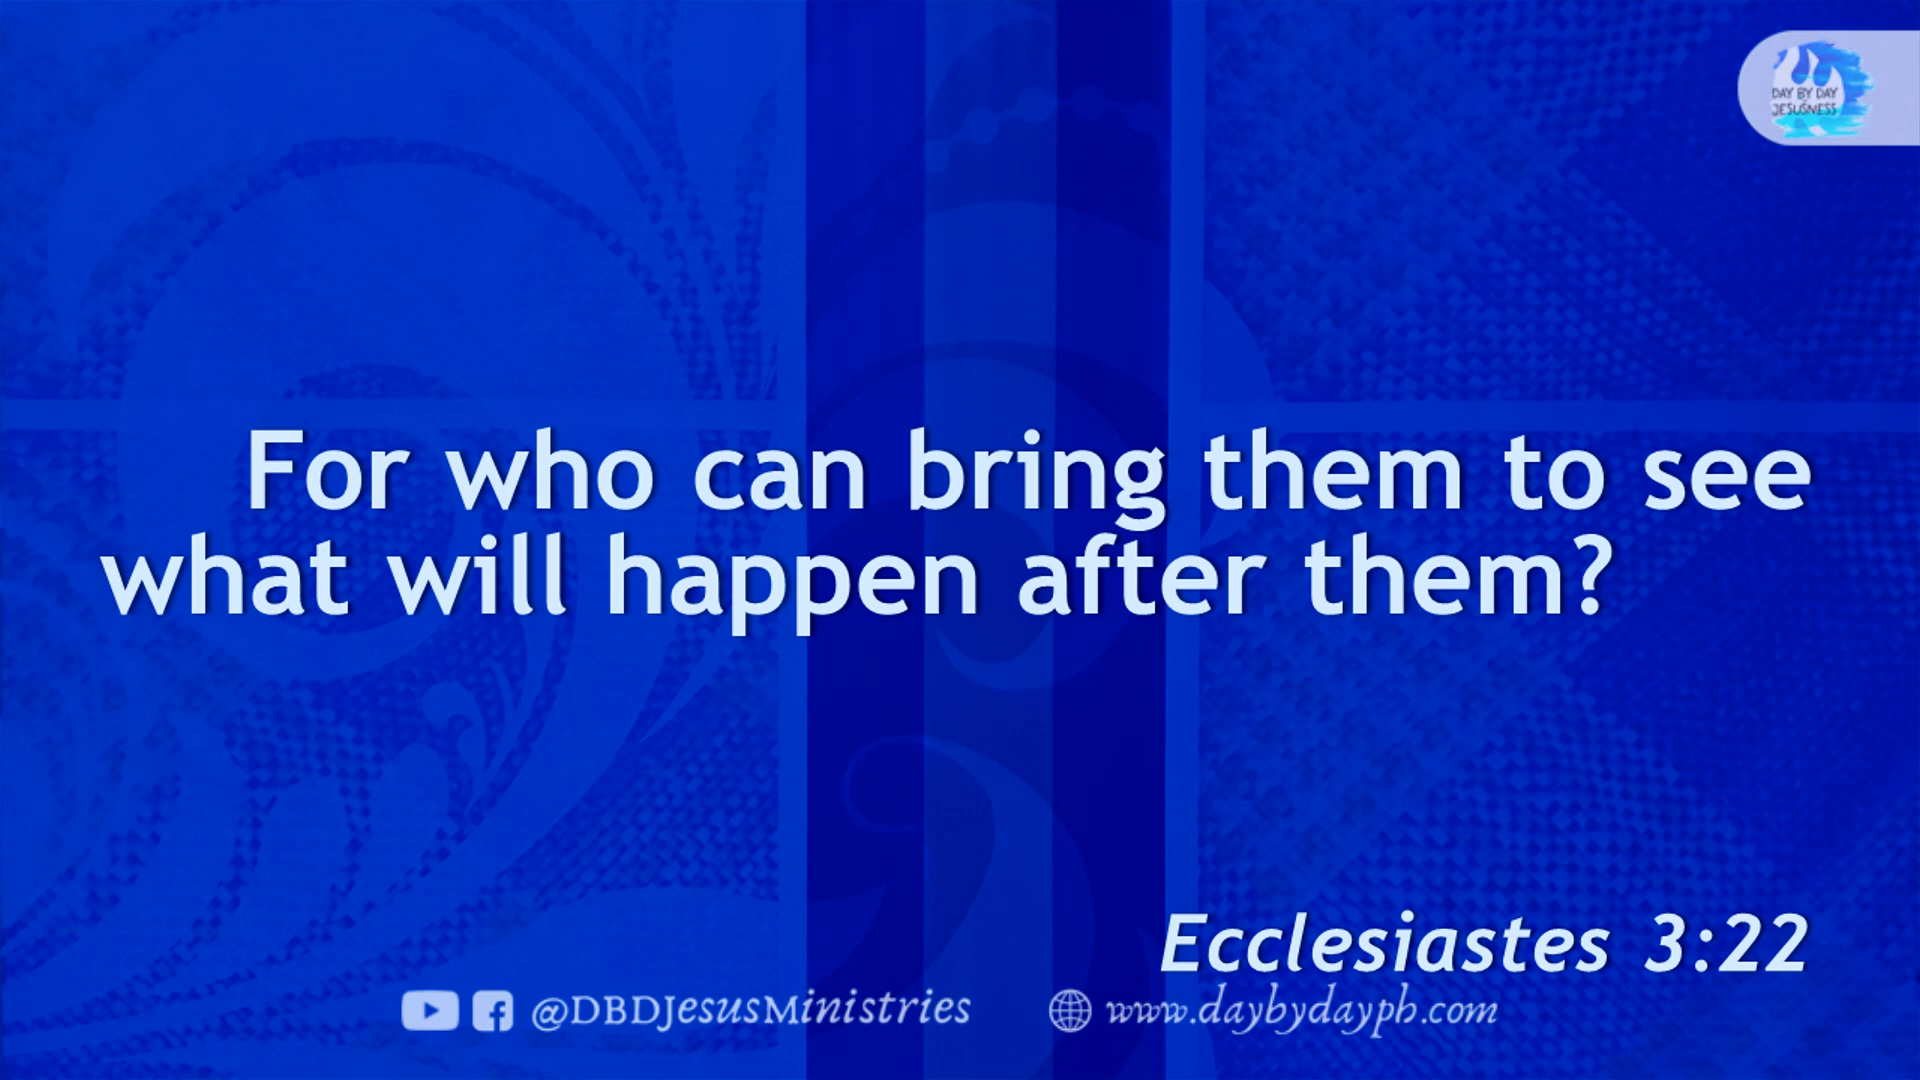 DAY BY DAY
JESUSNESS
For who can bring them to see
what will happen after them?
Ecclesiastes 3:22
@DBDJesusMinistries
www.daybydayph.com